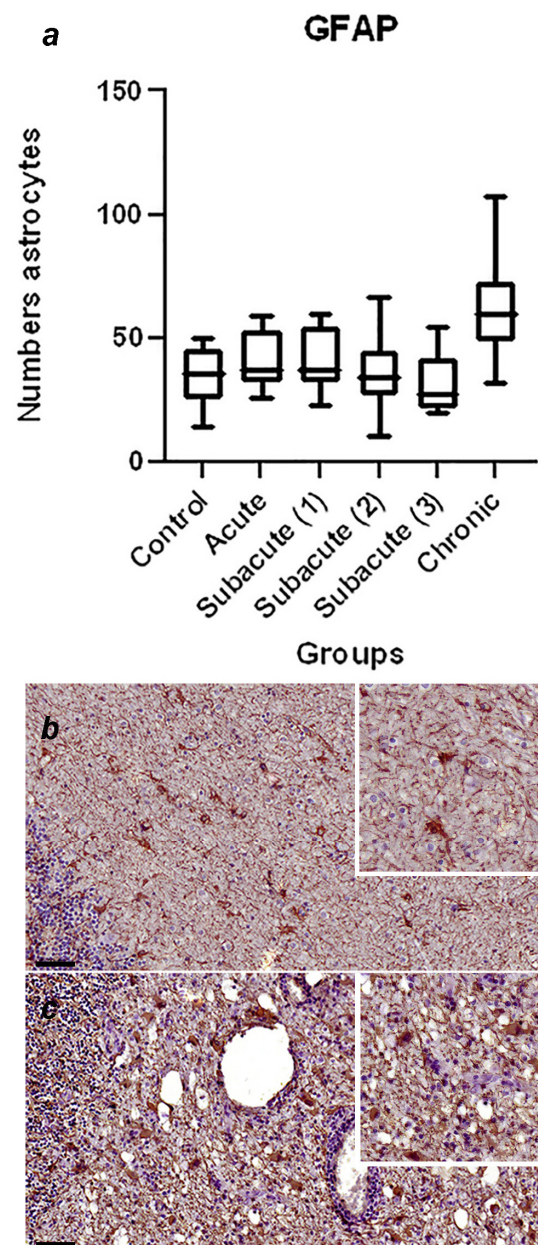 a
GFAP
Numbers astrocytes
150
100
50
0
Control
Acute
Subacute (1)
Subacute (2)
Subacute (3)
Chronic
Groups
b
c